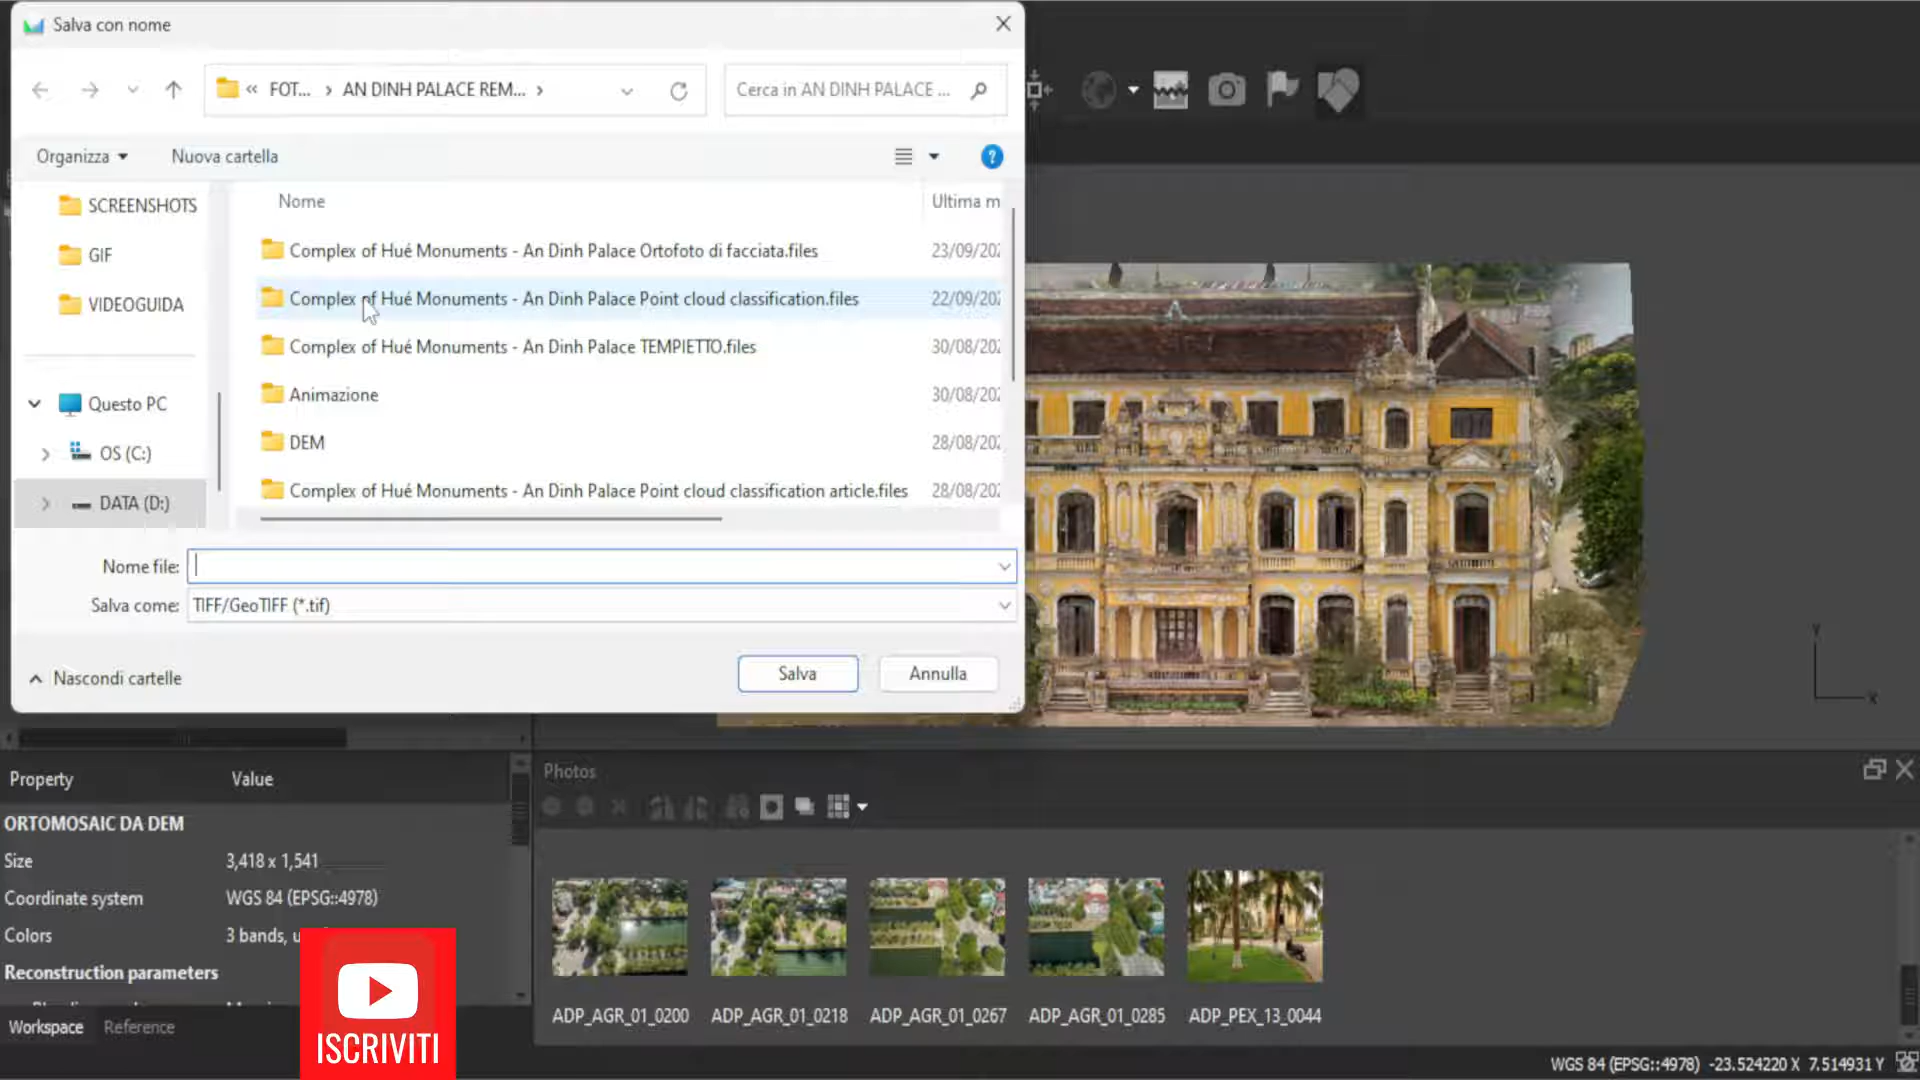 Salva con nome
« FOT... › AN DINH PALACE REM... ›
Cerca in AN DINH PALACE ...
Organizza
Nuova cartella
SCREENSHOTS
GIF
VIDEOGUIDA
Questo PC
OS (C:)
DATA (D:)
Nome
Ultima m
Complex of Hué Monuments - An Dinh Palace Ortofoto di facciata.files 23/09/202
Complex of Hué Monuments - An Dinh Palace Point cloud classification.files 22/09/202
Complex of Hué Monuments - An Dinh Palace TEMPIETTO.files 30/08/202
Animazione 30/08/202
DEM 28/08/202
Complex of Hué Monuments - An Dinh Palace Point cloud classification article.files 28/08/202
Nome file:
Salva come: TIFF/GeoTIFF (*.tif)
Nascondi cartelle
Salva
Annulla
Y
X
Property Value
ORTOMOSAIC DA DEM
Size 3,418 x 1,541
Coordinate system WGS 84 (EPSG::4978)
Colors 3 bands, u
Reconstruction parameters
Workspace Reference
ISCRIVITI
Photos
ADP_AGR_01_0200
ADP_AGR_01_0218
ADP_AGR_01_0267
ADP_AGR_01_0285
ADP_PEX_13_0044
WGS 84 (EPSG::4978) -23.524220 X 7.514931 Y